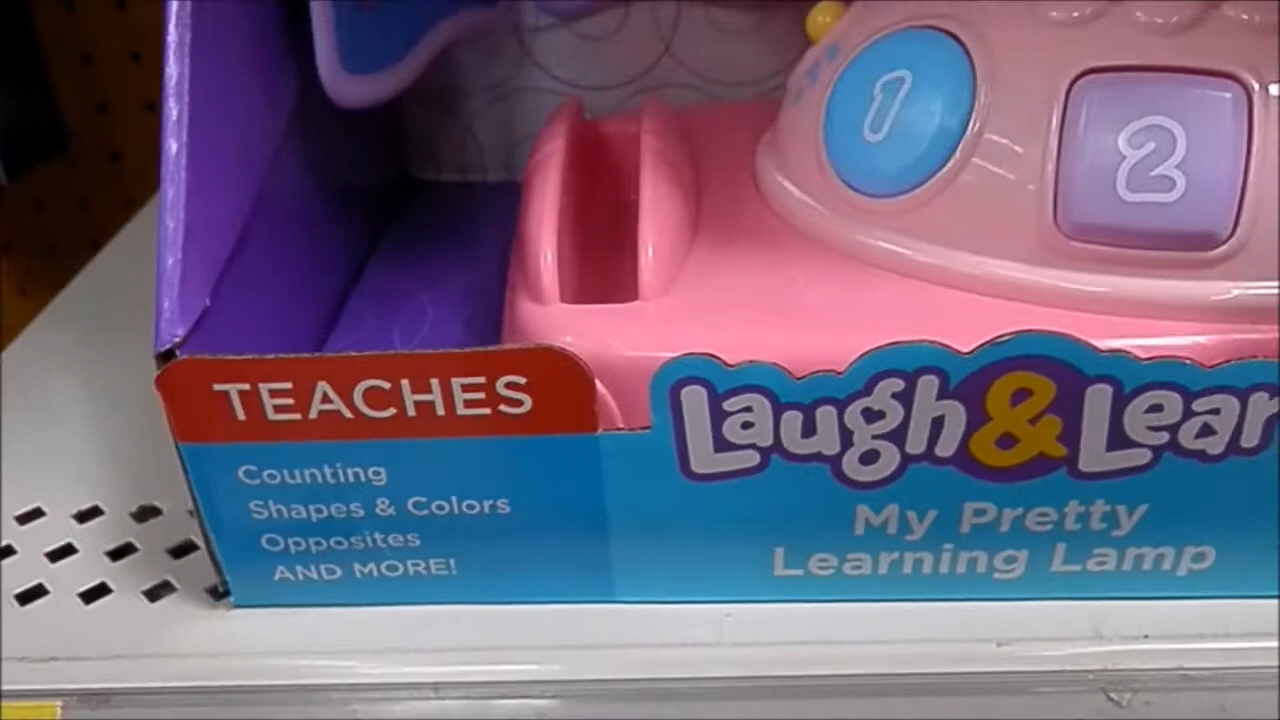 1
2
TEACHES
Counting
Shapes & Colors
Opposites
AND MORE!
Laugh & Lear
My Pretty
Learning Lamp